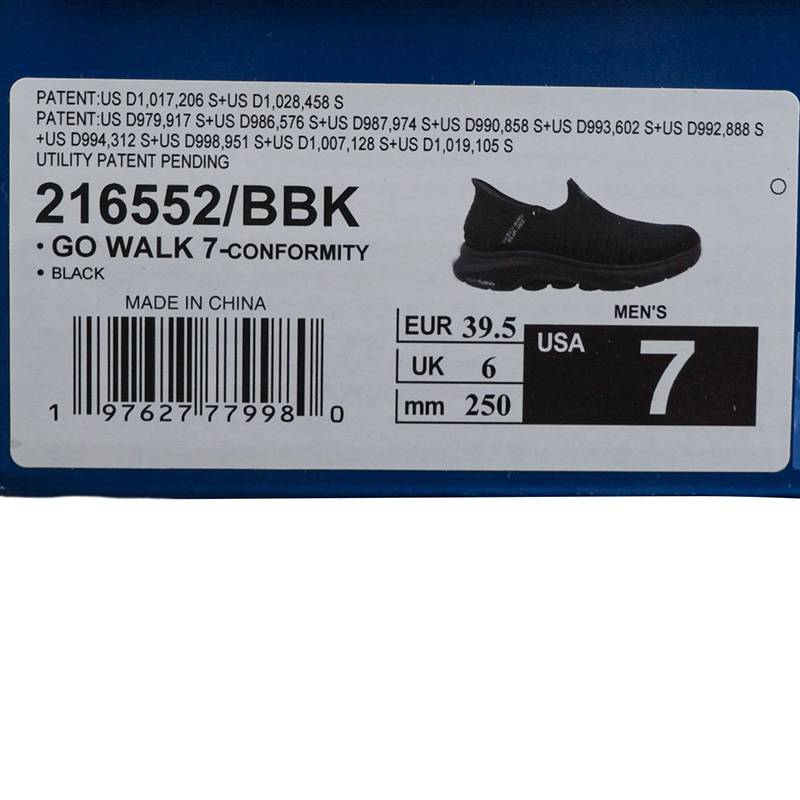 PATENT:US D1,017,206 S+US D1,028,458 S
PATENT:US D979,917 S+US D986,576 S+US D987,974 S+US D990,858 S+US D993,602 S+US D992,888 S
+US D994,312 S+US D998,951 S+US D1,007,128 S+US D1,019,105 S
UTILITY PATENT PENDING
216552/BBK
• GO WALK 7-CONFORMITY
• BLACK
MADE IN CHINA
1 97627 77998 0
MEN'S
EUR 39.5
UK 6
mm 250
USA 7